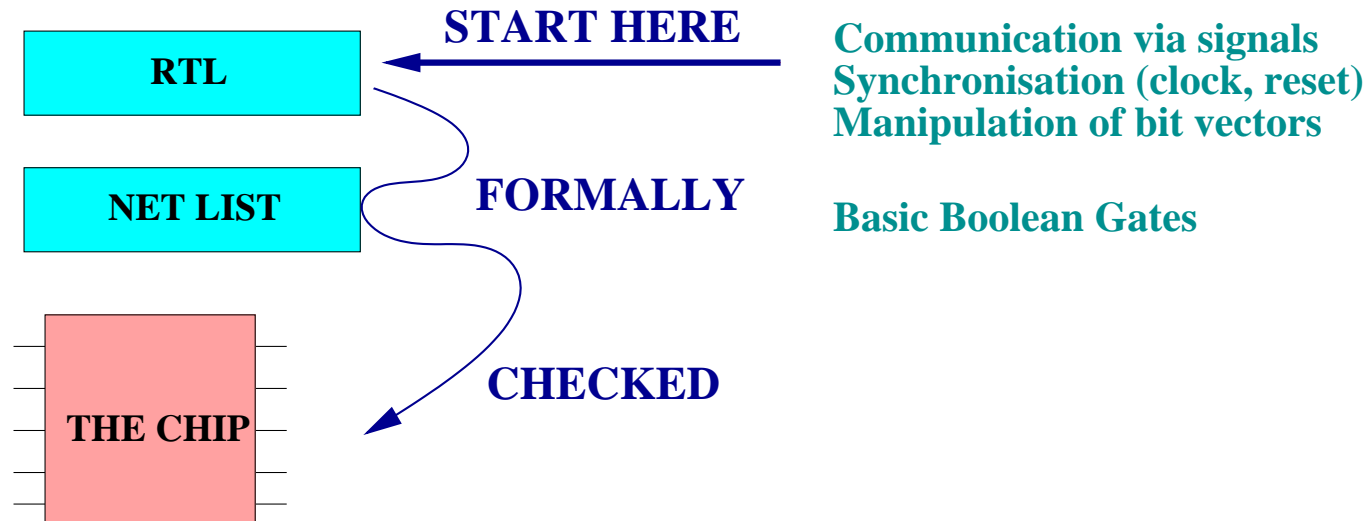 START HERE
RTL
Communication via signals
Synchronisation (clock, reset)
Manipulation of bit vectors
NET LIST
FORMALLY
Basic Boolean Gates
CHECKED
THE CHIP